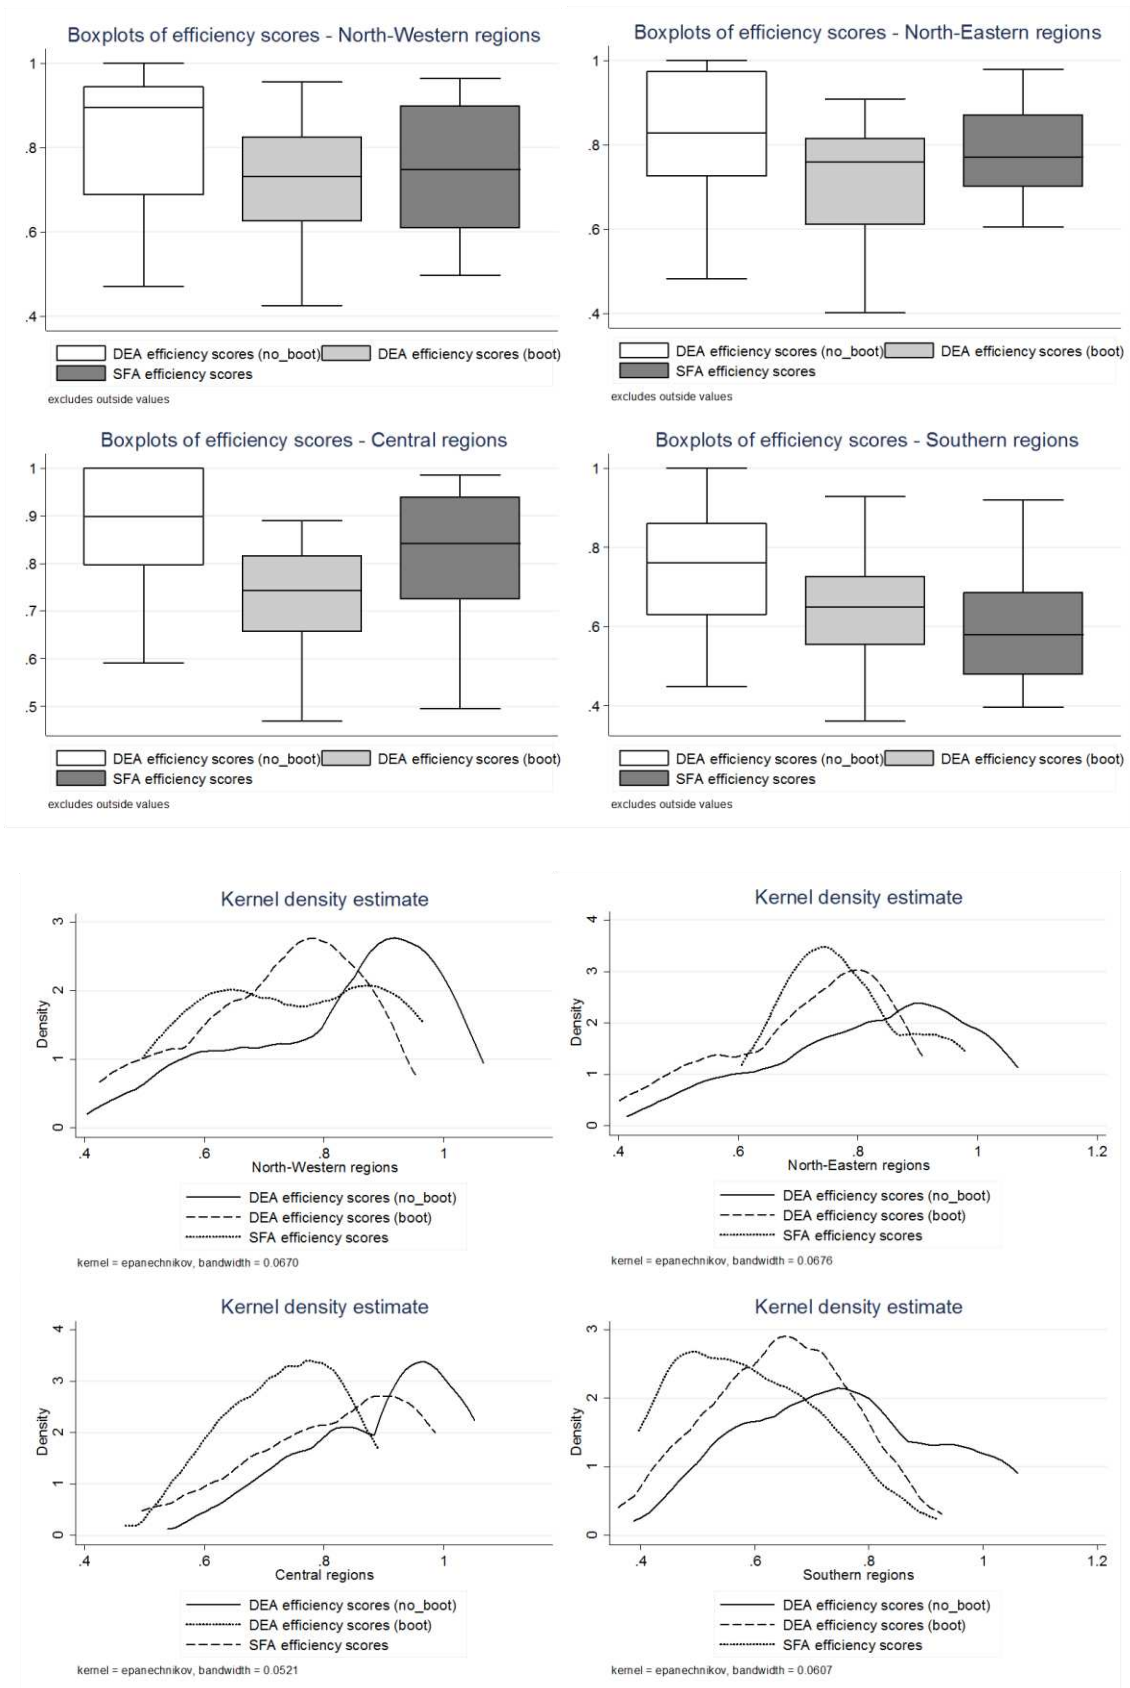 Boxplots of efficiency scores - North-Western regions
1
.8
.6
.4
DEA efficiency scores (no_boot)
DEA efficiency scores (boot)
SFA efficiency scores
excludes outside values
Boxplots of efficiency scores - North-Eastern regions
1
.8
.6
.4
DEA efficiency scores (no_boot)
DEA efficiency scores (boot)
SFA efficiency scores
excludes outside values
Boxplots of efficiency scores - Central regions
1
.9
.8
.7
.6
.5
DEA efficiency scores (no_boot)
DEA efficiency scores (boot)
SFA efficiency scores
excludes outside values
Boxplots of efficiency scores - Southern regions
1
.8
.6
.4
DEA efficiency scores (no_boot)
DEA efficiency scores (boot)
SFA efficiency scores
excludes outside values
Kernel density estimate
Density
3
2
1
0
.4 .6 .8 1
North-Western regions
DEA efficiency scores (no_boot)
DEA efficiency scores (boot)
SFA efficiency scores
kernel = epanechnikov, bandwidth = 0.0670
Kernel density estimate
Density
4
3
2
1
0
.4 .6 .8 1 1.2
North-Eastern regions
DEA efficiency scores (no_boot)
DEA efficiency scores (boot)
SFA efficiency scores
kernel = epanechnikov, bandwidth = 0.0676
Kernel density estimate
Density
4
3
2
1
0
.4 .6 .8 1
Central regions
DEA efficiency scores (no_boot)
DEA efficiency scores (boot)
SFA efficiency scores
kernel = epanechnikov, bandwidth = 0.0521
Kernel density estimate
Density
3
2
1
0
.4 .6 .8 1 1.2
Southern regions
DEA efficiency scores (no_boot)
DEA efficiency scores (boot)
SFA efficiency scores
kernel = epanechnikov, bandwidth = 0.0607